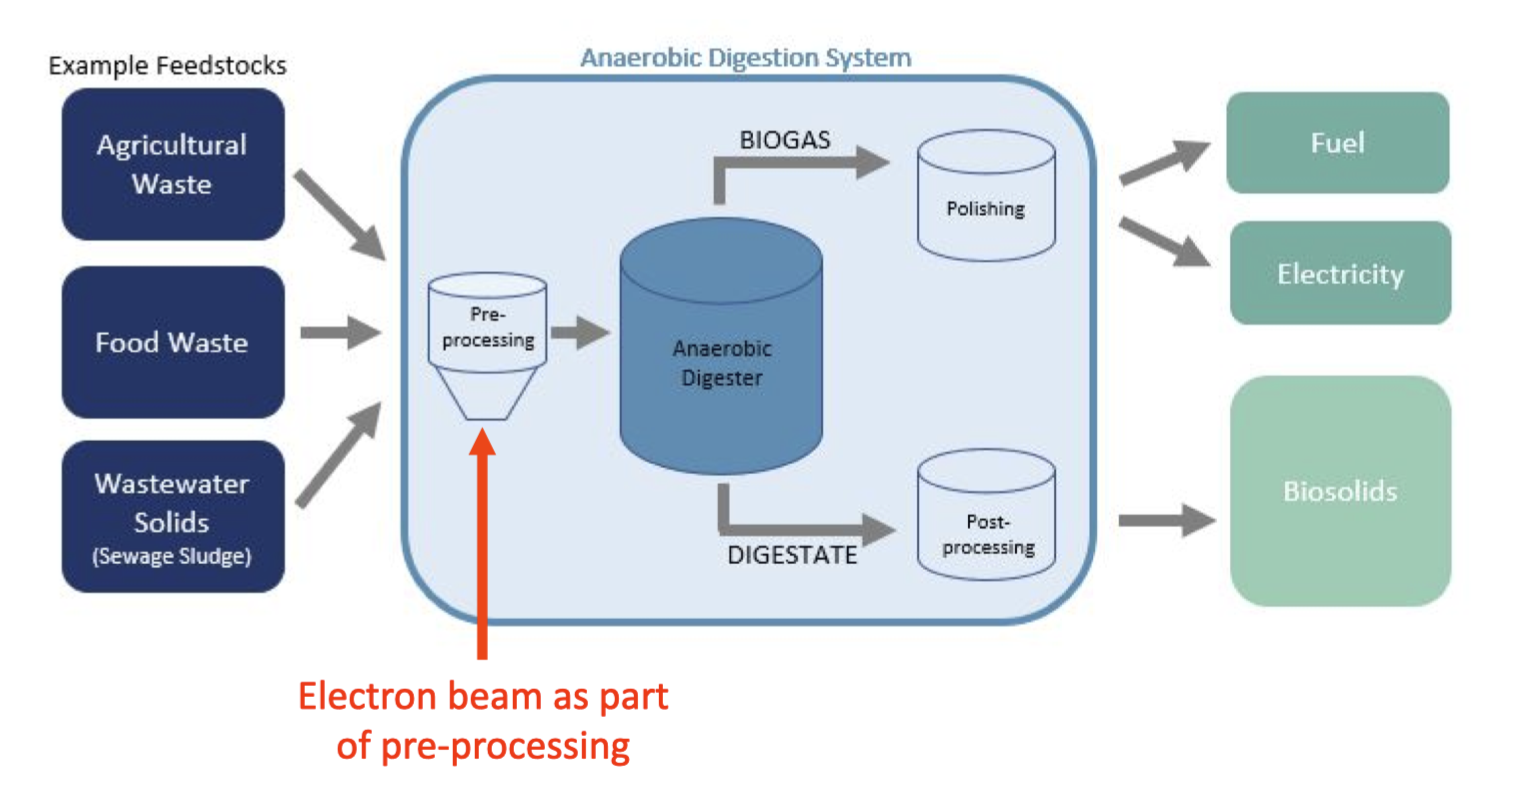 Anaerobic Digestion System
Example Feedstocks
Agricultural
Waste
Food Waste
Wastewater
Solids
(Sewage Sludge)
Pre-
processing
Anaerobic
Digester
BIOGAS
Polishing
DIGESTATE
Post-
processing
Fuel
Electricity
Biosolids
Electron beam as part
of pre-processing